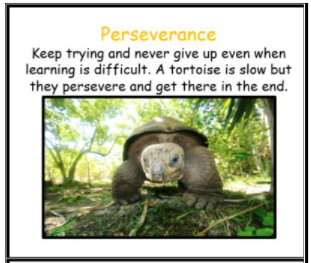 Perseverance
Keep trying and never give up even when
learning is difficult. A tortoise is slow but
they persevere and get there in the end.